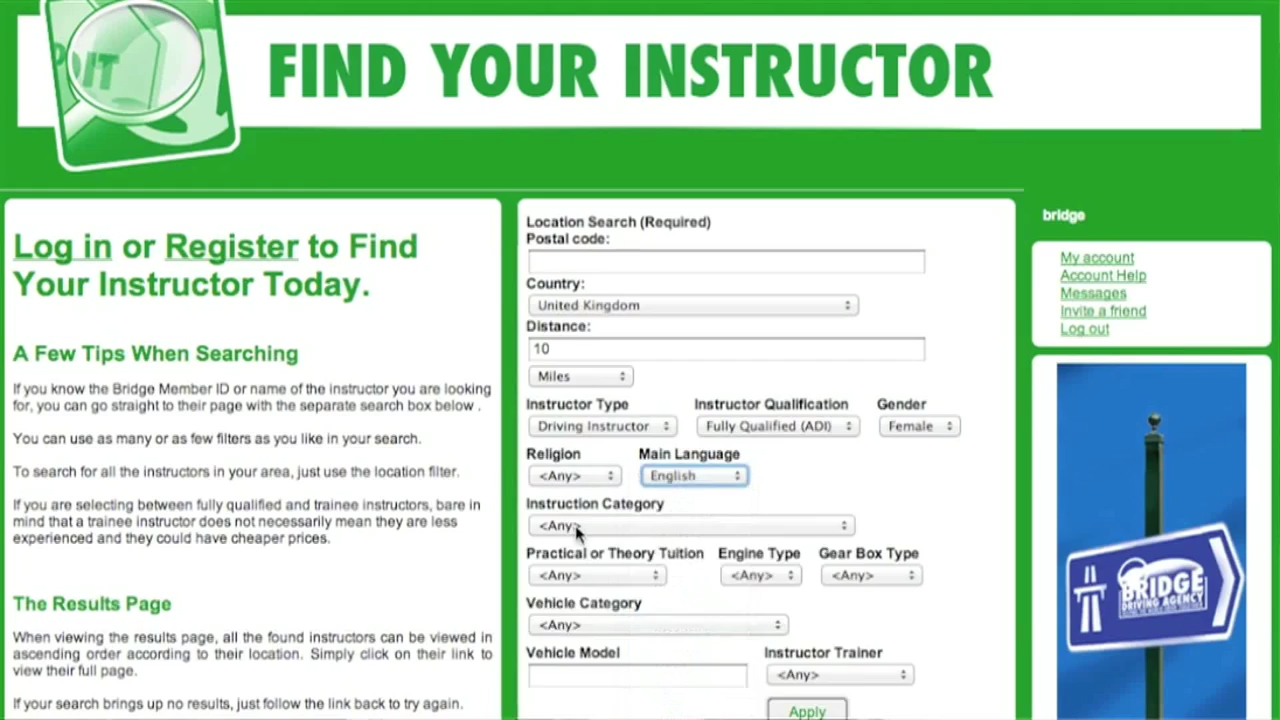 FIND YOUR INSTRUCTOR
Log in or Register to Find
Your Instructor Today.
A Few Tips When Searching
If you know the Bridge Member ID or name of the instructor you are looking
for, you can go straight to their page with the separate search box below .
You can use as many or as few filters as you like in your search.
To search for all the instructors in your area, just use the location filter.
If you are selecting between fully qualified and trainee instructors, bare in
mind that a trainee instructor does not necessarily mean they are less
experienced and they could have cheaper prices.
The Results Page
When viewing the results page, all the found instructors can be viewed in
ascending order according to their location. Simply click on their link to
view their full page.
If your search brings up no results, just follow the link back to try again.
Location Search (Required)
Postal code:
Country:
United Kingdom
Distance:
10
Miles
Instructor Type Instructor Qualification Gender
Driving Instructor Fully Qualified (ADI) Female
Religion Main Language
<Any> English
Instruction Category
<Any>
Practical or Theory Tuition Engine Type Gear Box Type
<Any> <Any> <Any>
Vehicle Category
<Any>
Vehicle Model Instructor Trainer
<Any>
Apply
bridge
My account
Account Help
Messages
Invite a friend
Log out
BRIDGE
DRIVING AGENCY